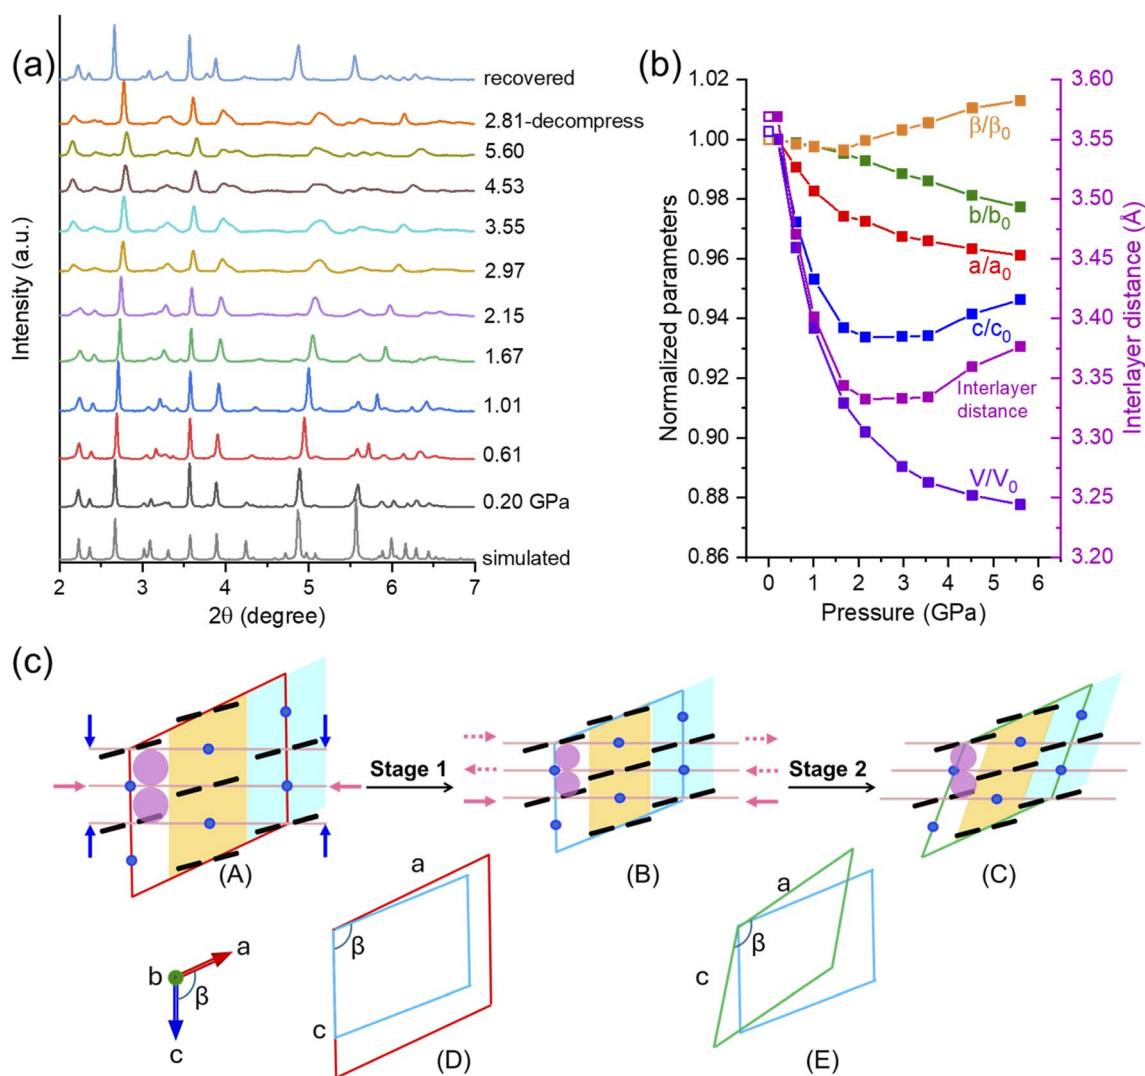 (a)
Intensity (a.u.)
recovered
2.81-decompress
5.60
4.53
3.55
2.97
2.15
1.67
1.01
0.61
0.20 GPa
simulated
2 3 4 5 6 7
2θ (degree)
(b)
Normalized parameters
1.02
1.00
0.98
0.96
0.94
0.92
0.90
0.88
0.86
β/β₀
b/b₀
a/a₀
c/c₀
Interlayer
distance
V/V₀
3.60
3.55
3.50
3.45
3.40
3.35
3.30
3.25
3.20
Interlayer distance (Å)
0 1 2 3 4 5 6
Pressure (GPa)
(c)
Stage 1
Stage 2
(A)
(B)
(C)
a
b
β
c
a
β
c
(D)
a
β
c
(E)